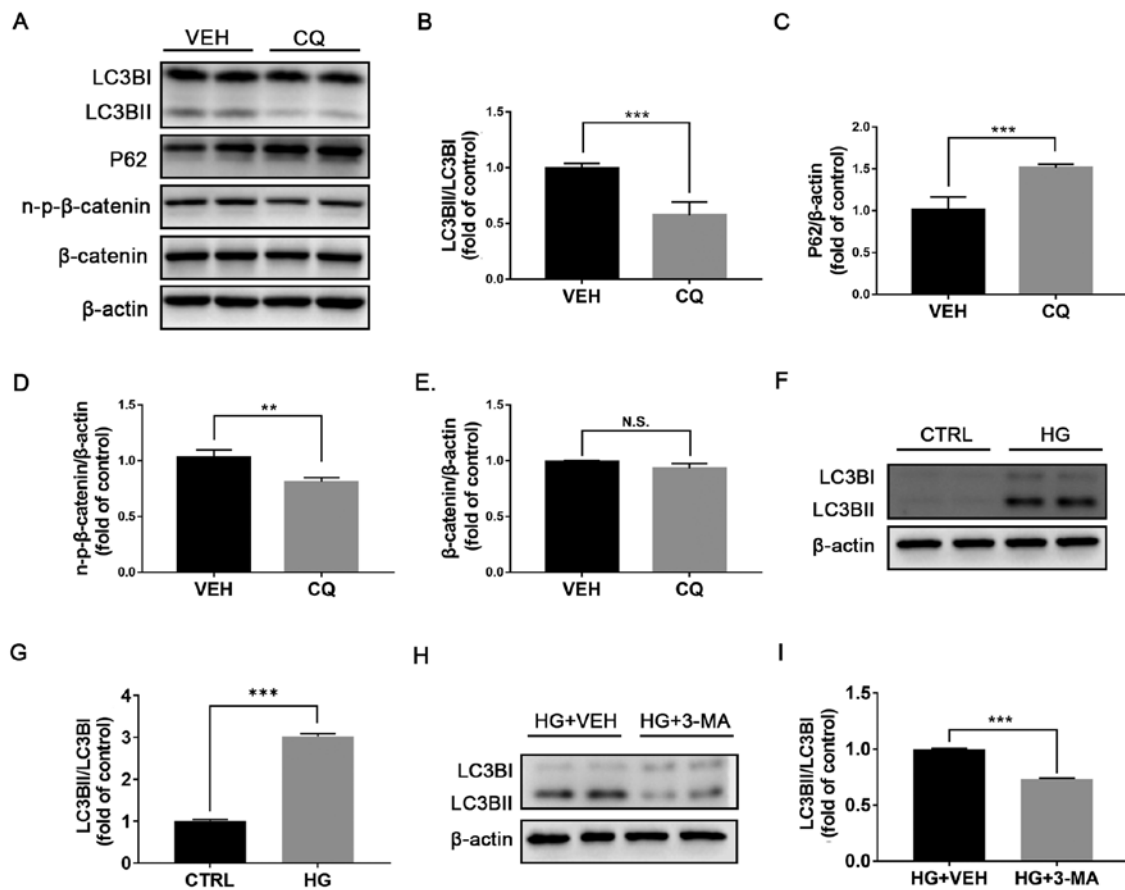 A
VEH CQ
LC3BI
LC3BII
P62
n-p-β-catenin
β-catenin
β-actin
B
LC3BII/LC3BI
(fold of control)
1.5
1.0
0.5
0.0
***
VEH CQ
C
P62/β-actin
(fold of control)
2.0
1.5
1.0
0.5
0.0
***
VEH CQ
D
n-p-β-catenin/β-actin
(fold of control)
1.5
1.0
0.5
0.0
**
VEH CQ
E.
β-catenin/β-actin
(fold of control)
1.5
1.0
0.5
0.0
N.S.
VEH CQ
F
CTRL HG
LC3BI
LC3BII
β-actin
G
LC3BII/LC3BI
(fold of control)
4
3
2
1
0
***
CTRL HG
H
HG+VEH HG+3-MA
LC3BI
LC3BII
β-actin
I
LC3BII/LC3BI
(fold of control)
1.5
1.0
0.5
0.0
***
HG+VEH HG+3-MA